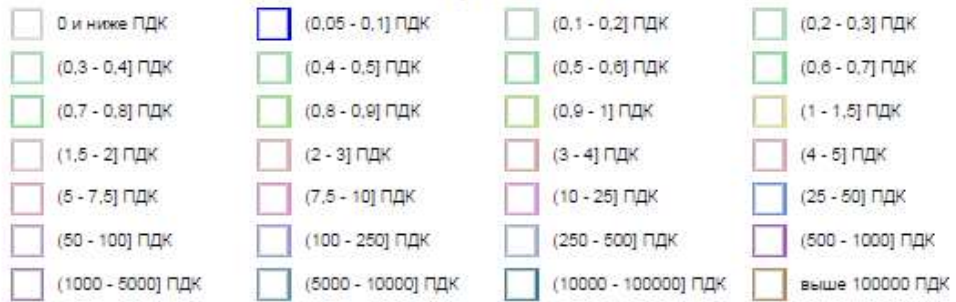 0 и ниже ПДК (0,05 - 0,1] ПДК (0,1 - 0,2] ПДК (0,2 - 0,3] ПДК
(0,3 - 0,4] ПДК (0,4 - 0,5] ПДК (0,5 - 0,6] ПДК (0,6 - 0,7] ПДК
(0,7 - 0,8] ПДК (0,8 - 0,9] ПДК (0,9 - 1] ПДК (1 - 1,5] ПДК
(1,5 - 2] ПДК (2 - 3] ПДК (3 - 4] ПДК (4 - 5] ПДК
(5 - 7,5] ПДК (7,5 - 10] ПДК (10 - 25] ПДК (25 - 50] ПДК
(50 - 100] ПДК (100 - 250] ПДК (250 - 500] ПДК (500 - 1000] ПДК
(1000 - 5000] ПДК (5000 - 10000] ПДК (10000 - 100000] ПДК выше 100000 ПДК